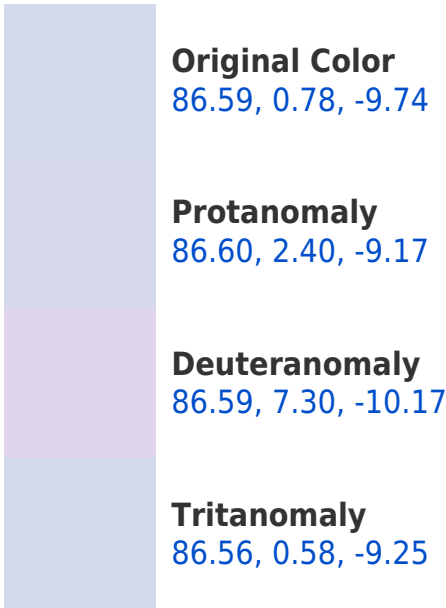 Original Color
86.59, 0.78, -9.74
Protanomaly
86.60, 2.40, -9.17
Deuteranomaly
86.59, 7.30, -10.17
Tritanomaly
86.56, 0.58, -9.25